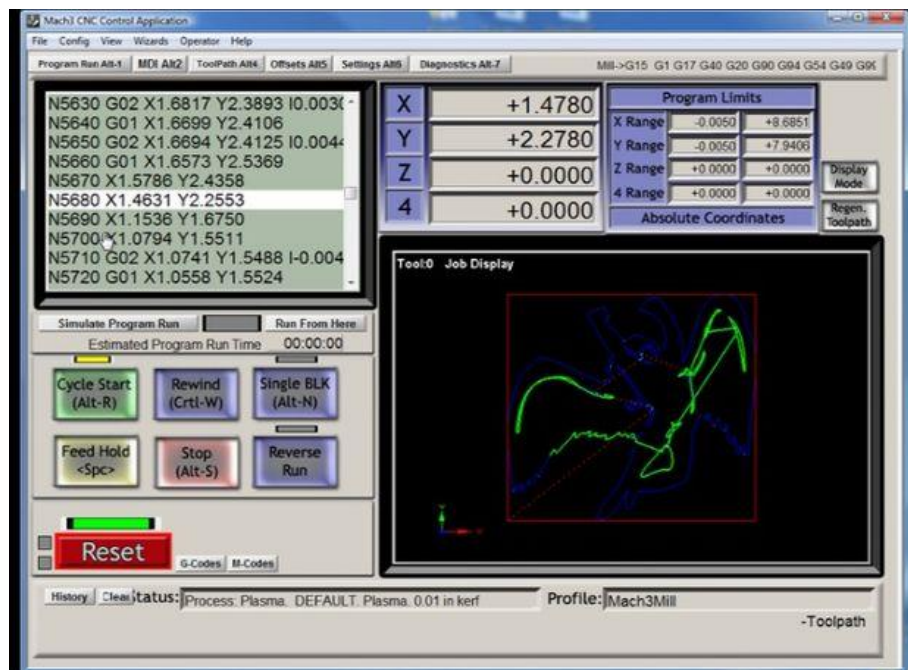 Mach3 CNC Control Application
File Config View Wizards Operator Help
Program Run Alt-1 MDI Alt2 ToolPath Alt4 Offsets Alt5 Settings Alt6 Diagnostics Alt-7 Mill->G15 G1 G17 G40 G20 G90 G94 G54 G49 G99
N5630 G02 X1.6817 Y2.3893 I0.0030
N5640 G01 X1.6699 Y2.4106
N5650 G02 X1.6694 Y2.4125 I0.0044
N5660 G01 X1.6573 Y2.5369
N5670 X1.5786 Y2.4358
N5680 X1.4631 Y2.2553
N5690 X1.1536 Y1.6750
N5700 X1.0794 Y1.5511
N5710 G02 X1.0741 Y1.5488 I-0.004
N5720 G01 X1.0558 Y1.5524
X +1.4780
Y +2.2780
Z +0.0000
4 +0.0000
Program Limits
X Range -0.0050 +8.6851
Y Range -0.0050 +7.9406
Z Range +0.0000 +0.0000
4 Range +0.0000 +0.0000
Absolute Coordinates
Display
Mode
Regen.
Toolpath
Tool:0 Job Display
Simulate Program Run Run From Here
Estimated Program Run Time 00:00:00
Cycle Start
(Alt-R)
Rewind
(Crtl-W)
Single BLK
(Alt-N)
Feed Hold
<Spc>
Stop
(Alt-S)
Reverse
Run
Reset
G-Codes M-Codes
History Clear Status: Process: Plasma. DEFAULT. Plasma. 0.01 in kerf Profile: Mach3Mill
-Toolpath